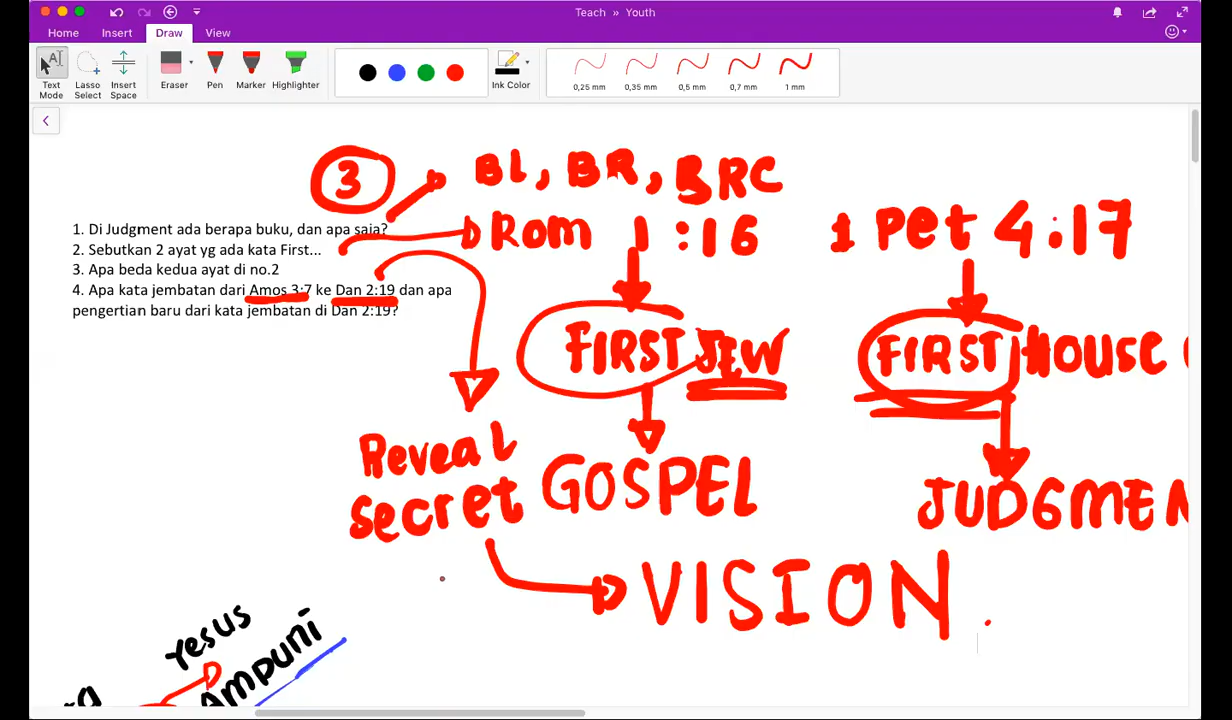 Teach » Youth
Home Insert Draw View
Text Mode
Lasso Select
Insert Space
Eraser
Pen
Marker
Highlighter
Ink Color
0,25 mm
0,35 mm
0,5 mm
0,7 mm
1 mm
3
BL, BR, BRC
1. Di Judgment ada berapa buku, dan apa saja?
2. Sebutkan 2 ayat yg ada kata First...
3. Apa beda kedua ayat di no.2
4. Apa kata jembatan dari Amos 3:7 ke Dan 2:19 dan apa
pengertian baru dari kata jembatan di Dan 2:19?
Rom 1:16
1 Pet 4:17
FIRST JEW
FIRST HOUSE
Reveal
secret
GOSPEL
JUDGMEN
VISION.
Yesus
Ampuni